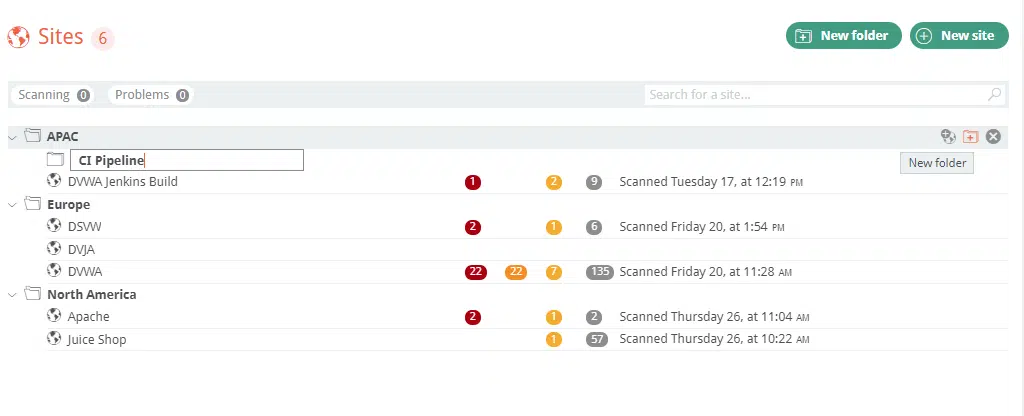 Sites 6 New folder New site
Scanning 0 Problems 0 Search for a site...
APAC
CI Pipeline New folder
DVWA Jenkins Build 1 2 9 Scanned Tuesday 17, at 12:19 PM
Europe
DSVW 2 1 6 Scanned Friday 20, at 1:54 PM
DVJA
DVWA 22 22 7 135 Scanned Friday 20, at 11:28 AM
North America
Apache 2 1 2 Scanned Thursday 26, at 11:04 AM
Juice Shop 1 57 Scanned Thursday 26, at 10:22 AM